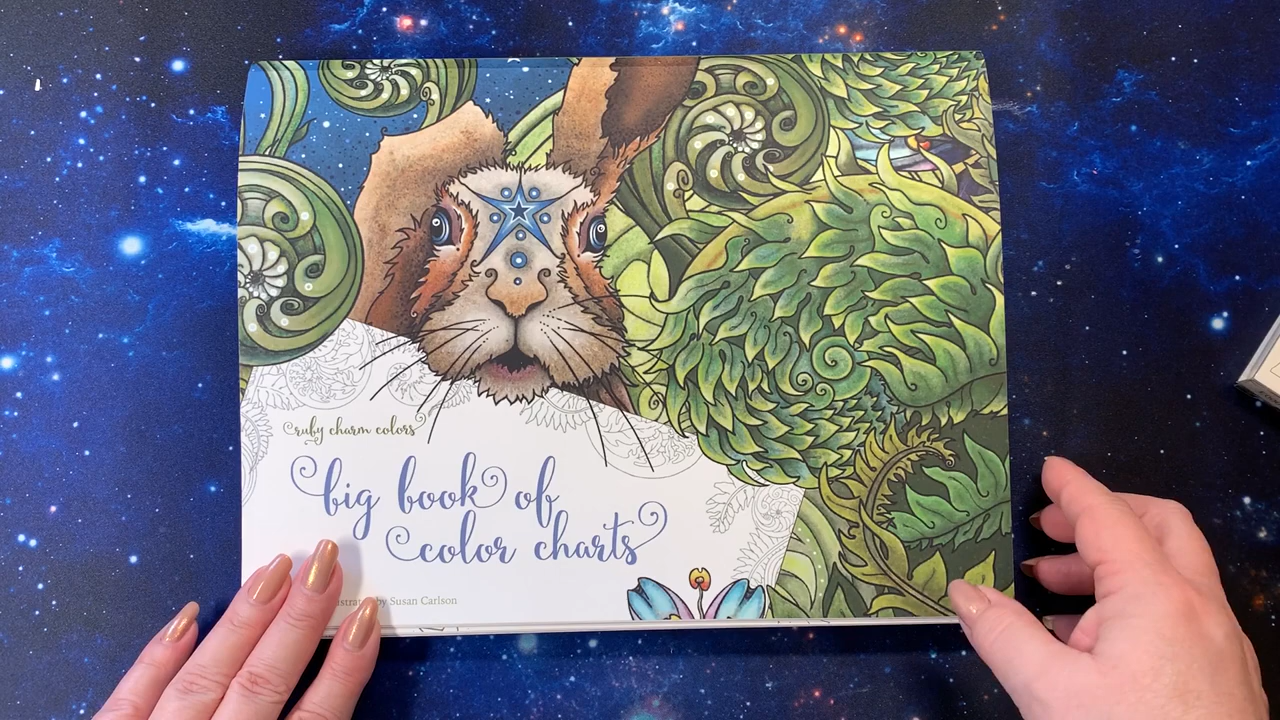 ruby charm colors
big book of
color charts
by Susan Carlson